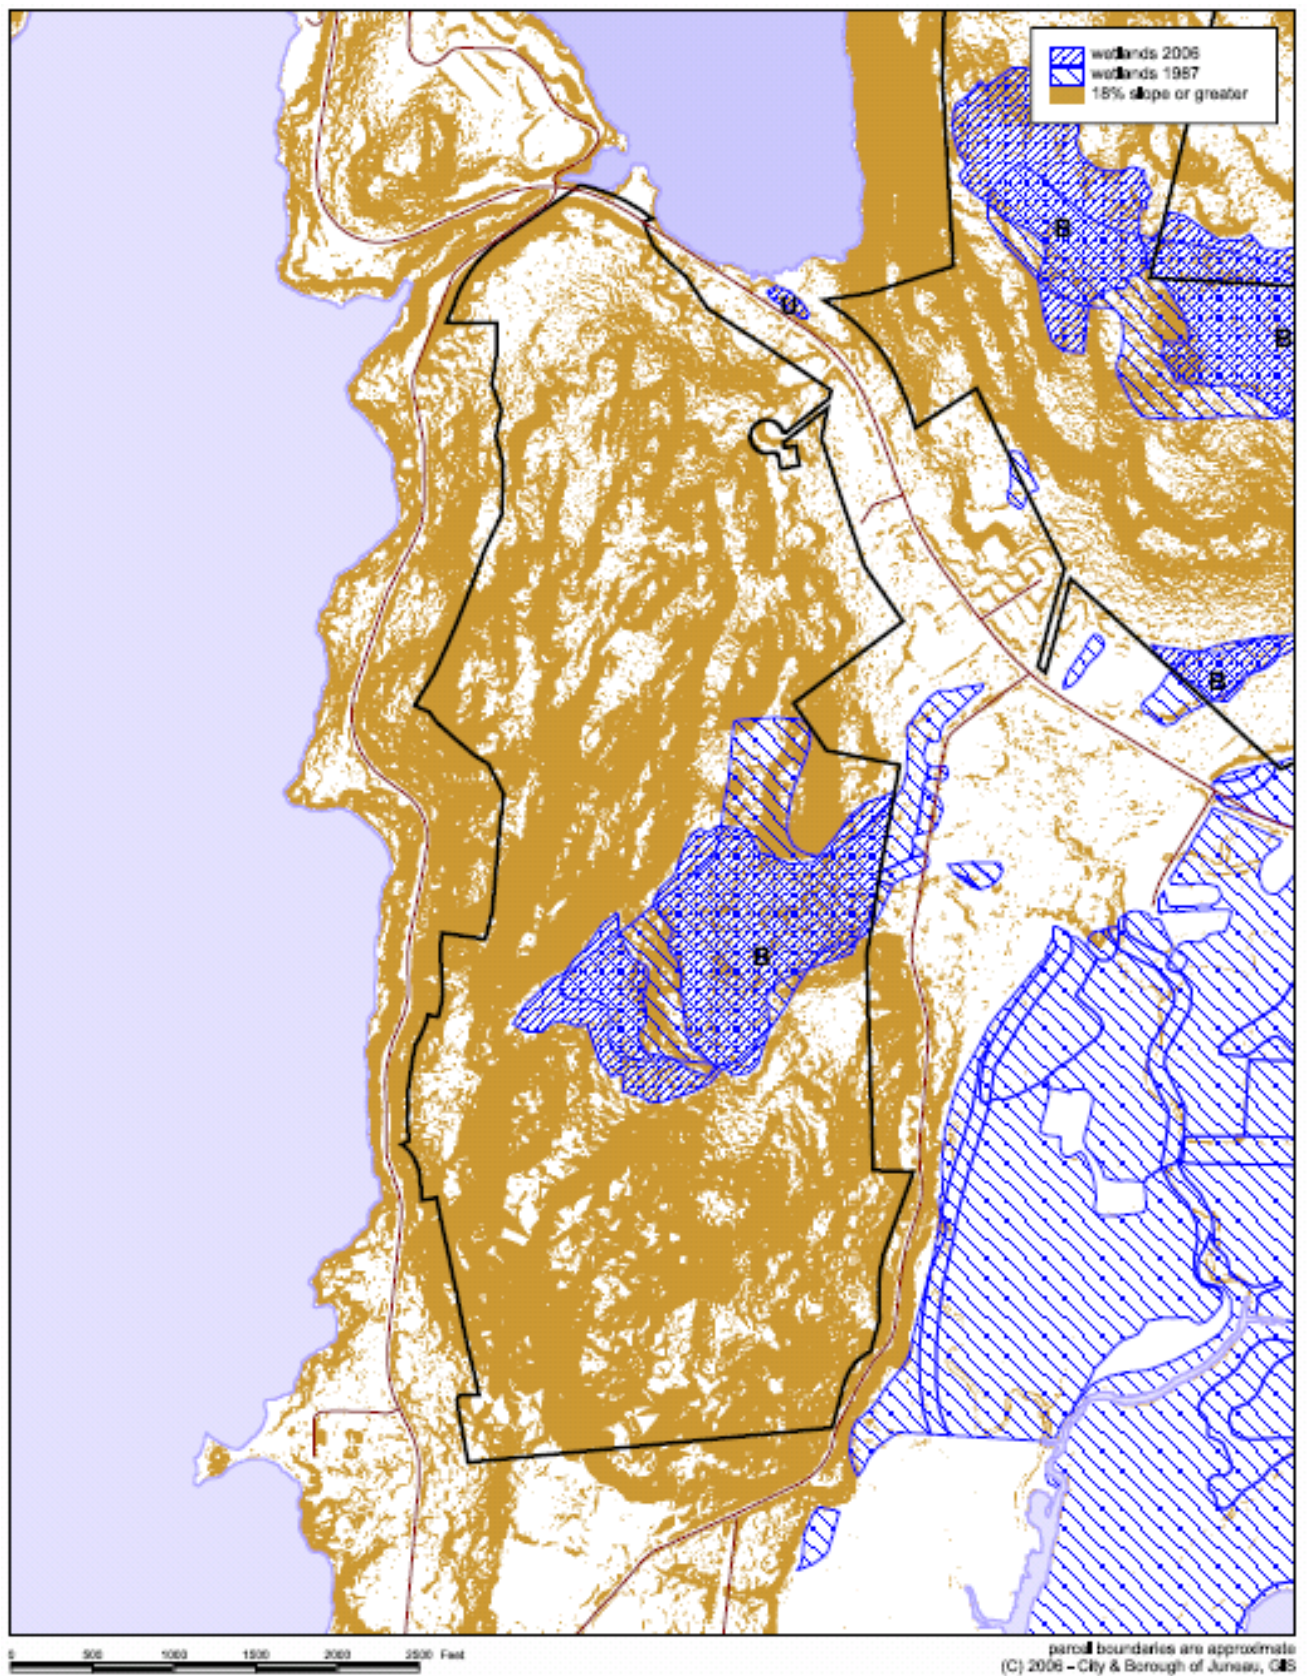 wetlands 2006
wetlands 1987
18% slope or greater
B
U
B
B
B
0 500 1000 1500 2000 2500 Feet
parcel boundaries are approximate
(C) 2006 - City & Borough of Juneau, GIS